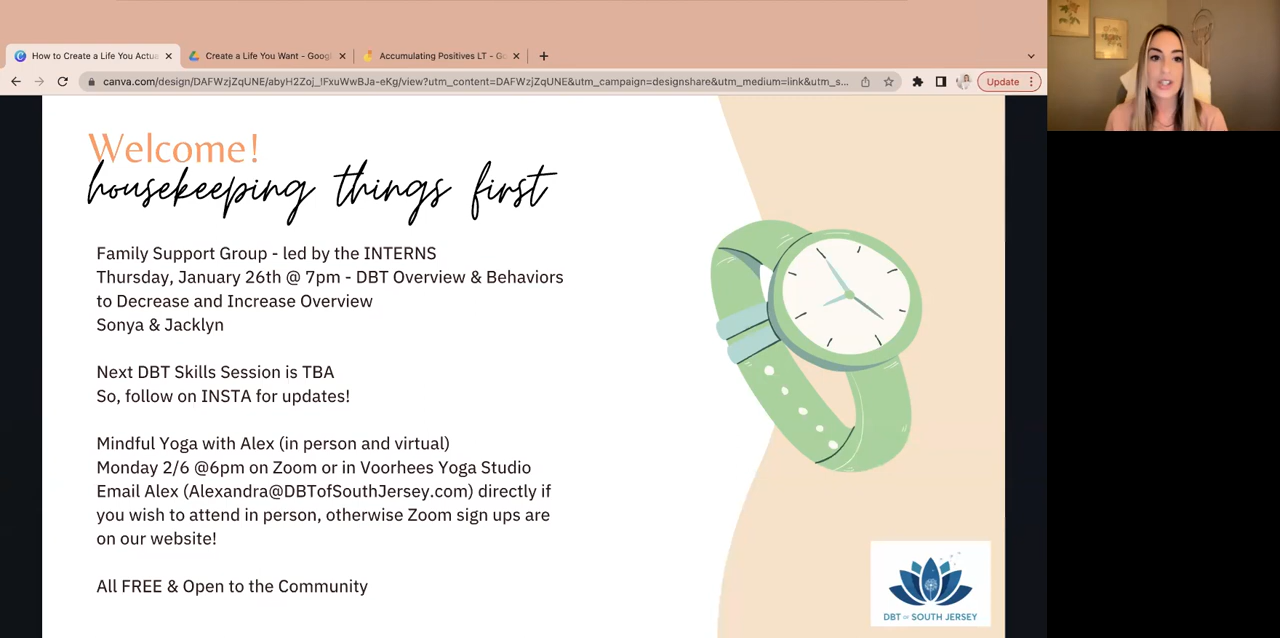 How to Create a Life You Actua
Create a Life You Want - Googl
Accumulating Positives LT - Go
canva.com/design/DAFWzjZqUNE/abyH2Zoj_IFxuWwBJa-eKg/view?utm_content=DAFWzjZqUNE&utm_campaign=designshare&utm_medium=link&utm_s...
Update
Welcome!
housekeeping things first
Family Support Group - led by the INTERNS
Thursday, January 26th @ 7pm - DBT Overview & Behaviors
to Decrease and Increase Overview
Sonya & Jacklyn
Next DBT Skills Session is TBA
So, follow on INSTA for updates!
Mindful Yoga with Alex (in person and virtual)
Monday 2/6 @6pm on Zoom or in Voorhees Yoga Studio
Email Alex (Alexandra@DBTofSouthJersey.com) directly if
you wish to attend in person, otherwise Zoom sign ups are
on our website!
All FREE & Open to the Community
DBT OF SOUTH JERSEY